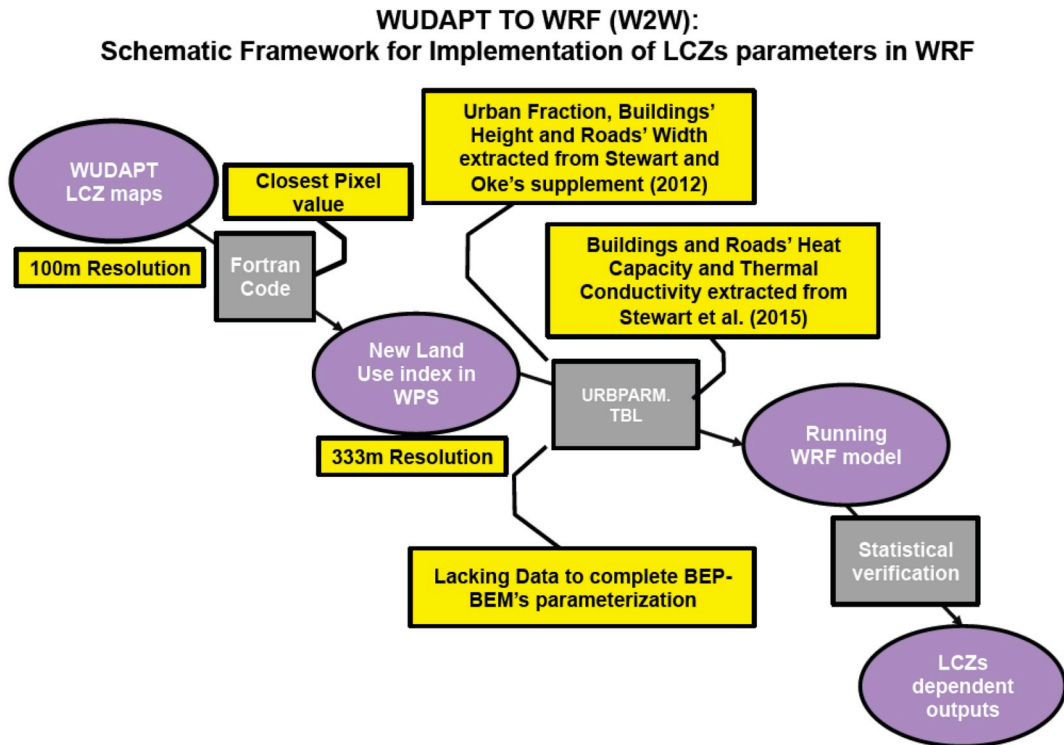 WUDAPT TO WRF (W2W):
Schematic Framework for Implementation of LCZs parameters in WRF
WUDAPT
LCZ maps
100m Resolution
Closest Pixel
value
Fortran
Code
Urban Fraction, Buildings'
Height and Roads' Width
extracted from Stewart and
Oke's supplement (2012)
Buildings and Roads' Heat
Capacity and Thermal
Conductivity extracted from
Stewart et al. (2015)
New Land
Use index in
WPS
333m Resolution
URBPARM.
TBL
Lacking Data to complete BEP-
BEM's parameterization
Running
WRF model
Statistical
verification
LCZs
dependent
outputs